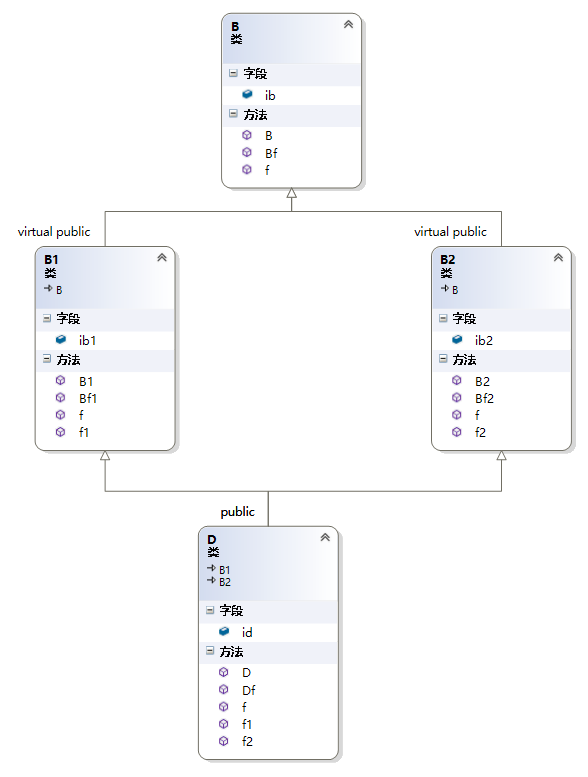 B
类
字段
ib
方法
B
Bf
f
virtual public
virtual public
B1
类
B
字段
ib1
方法
B1
Bf1
f
f1
B2
类
B
字段
ib2
方法
B2
Bf2
f
f2
public
D
类
B1
B2
字段
id
方法
D
Df
f
f1
f2